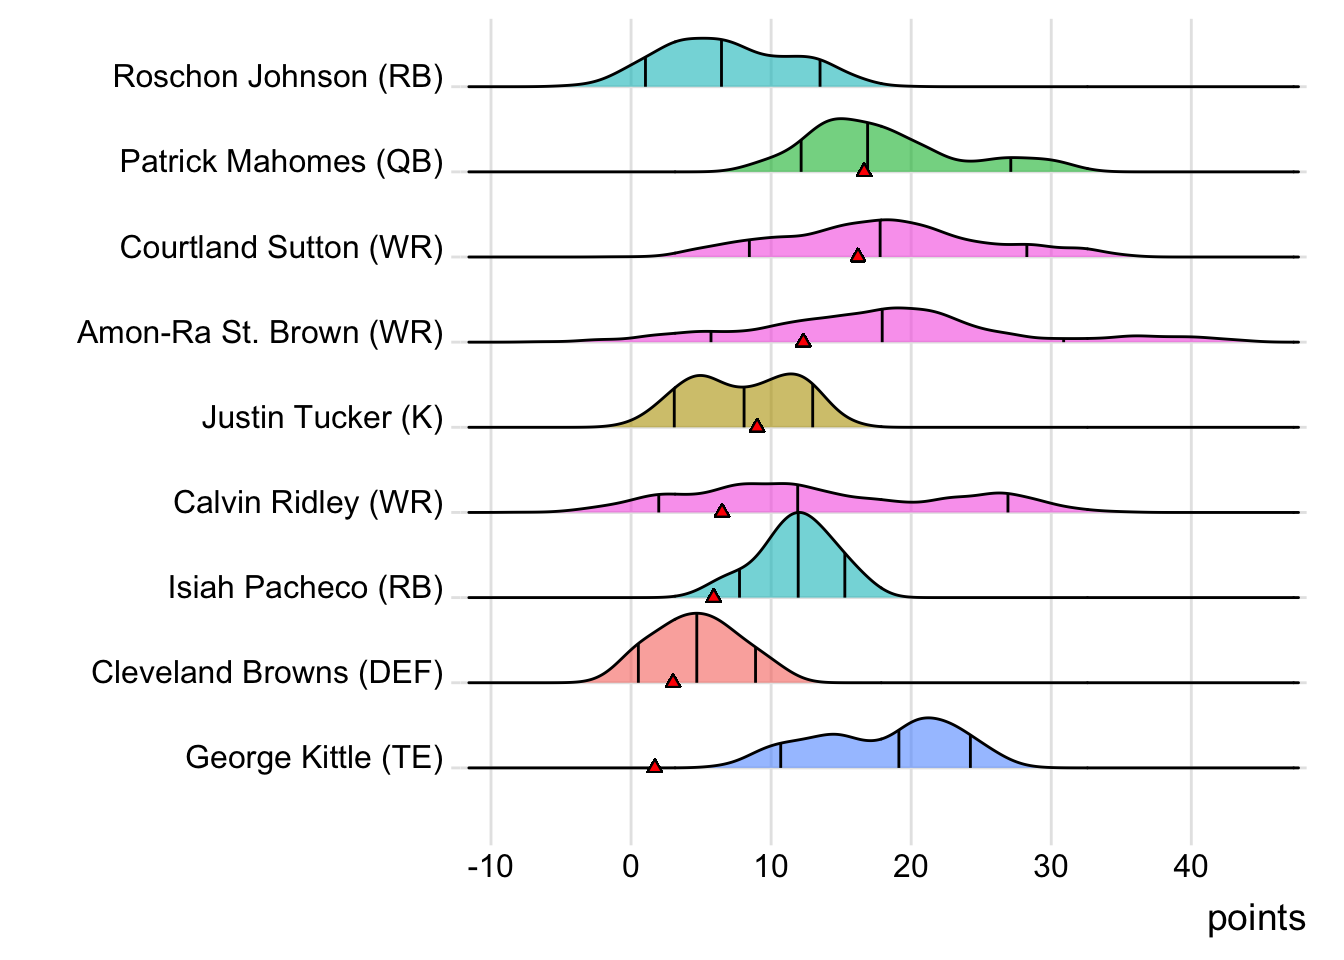 Roschon Johnson (RB)
Patrick Mahomes (QB)
Courtland Sutton (WR)
Amon-Ra St. Brown (WR)
Justin Tucker (K)
Calvin Ridley (WR)
Isiah Pacheco (RB)
Cleveland Browns (DEF)
George Kittle (TE)
-10 0 10 20 30 40
points